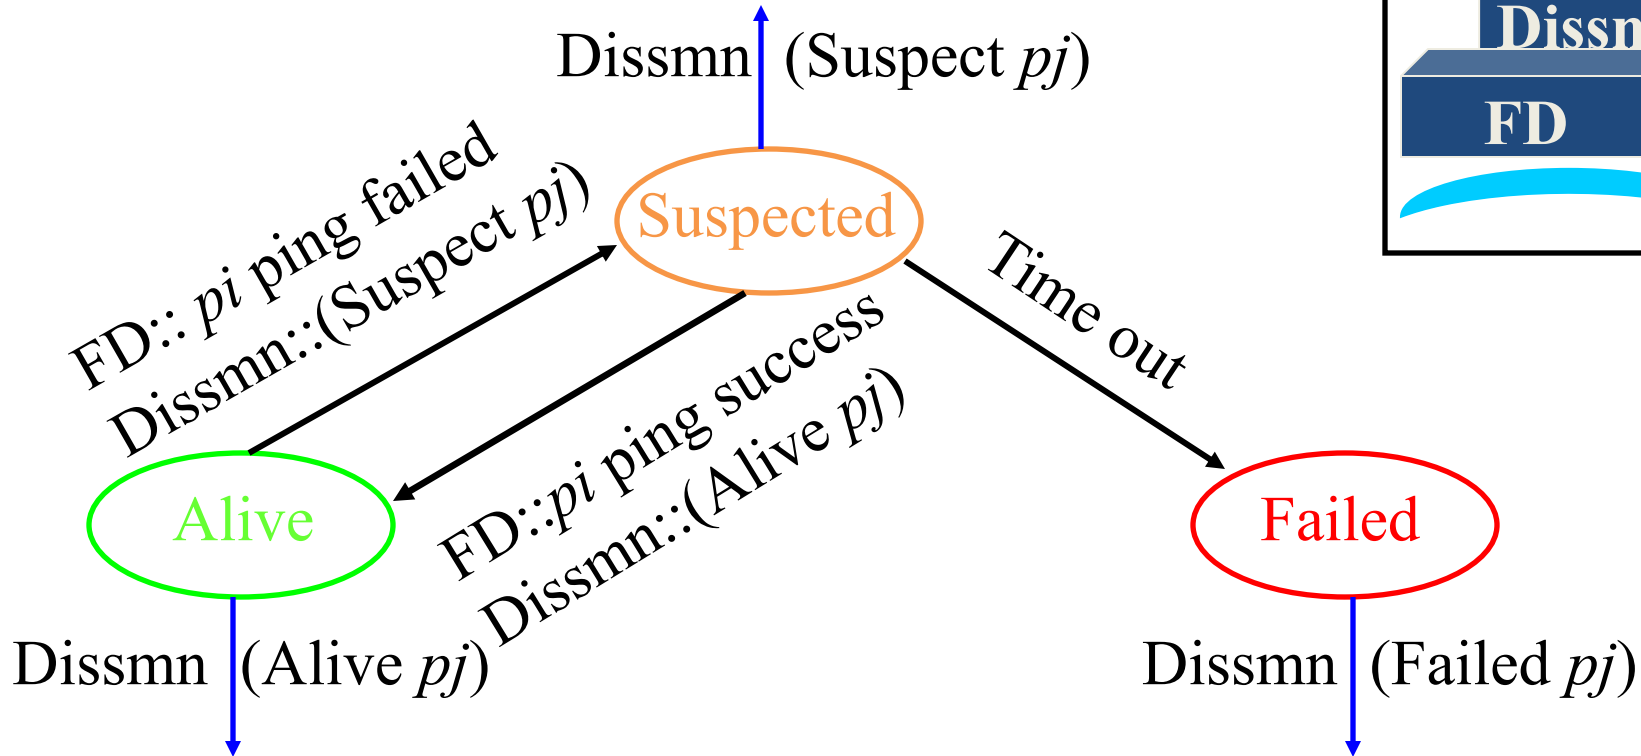 Dissmn (Suspect pj)
FD
FD:: pi ping failed
Dissmn::(Suspect pj)
Suspected
Time out
FD::pi ping success
Dissmn::(Alive pj)
Alive
Failed
Dissmn (Alive pj)
Dissmn (Failed pj)